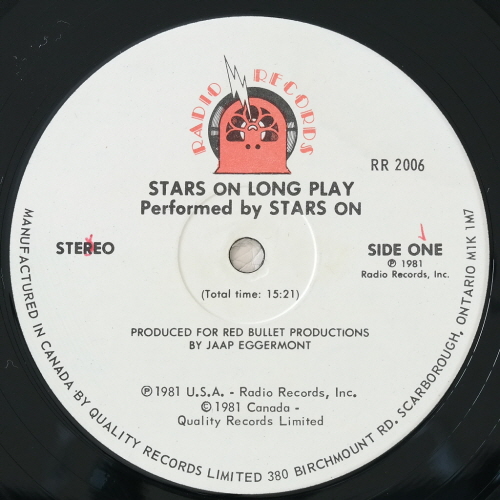 RADIO RECORDS
RR 2006
STARS ON LONG PLAY
Performed by STARS ON
STEREO
SIDE ONE
℗ 1981
Radio Records, Inc.
(Total time: 15:21)
PRODUCED FOR RED BULLET PRODUCTIONS
BY JAAP EGGERMONT
℗1981 U.S.A. - Radio Records, Inc.
©1981 Canada -
Quality Records Limited
MANUFACTURED IN CANADA BY QUALITY RECORDS LIMITED 380 BIRCHMOUNT RD. SCARBOROUGH, ONTARIO M1K 1M7